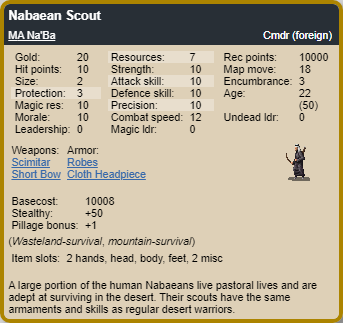 Nabaean Scout
MA Na'Ba Cmdr (foreign)
Gold: 20 Resources: 7 Rec points: 10000
Hit points: 10 Strength: 10 Map move: 18
Size: 2 Attack skill: 10 Encumbrance: 3
Protection: 3 Defence skill: 10 Age: 22
Magic res: 10 Precision: 10 (50)
Morale: 10 Combat speed: 12 Undead ldr: 0
Leadership: 0 Magic ldr: 0
Weapons: Armor:
Scimitar Robes
Short Bow Cloth Headpiece
Basecost: 10008
Stealthy: +50
Pillage bonus: +1
(Wasteland-survival, mountain-survival)
Item slots: 2 hands, head, body, feet, 2 misc
A large portion of the human Nabaeans live pastoral lives and are
adept at surviving in the desert. Their scouts have the same
armaments and skills as regular desert warriors.